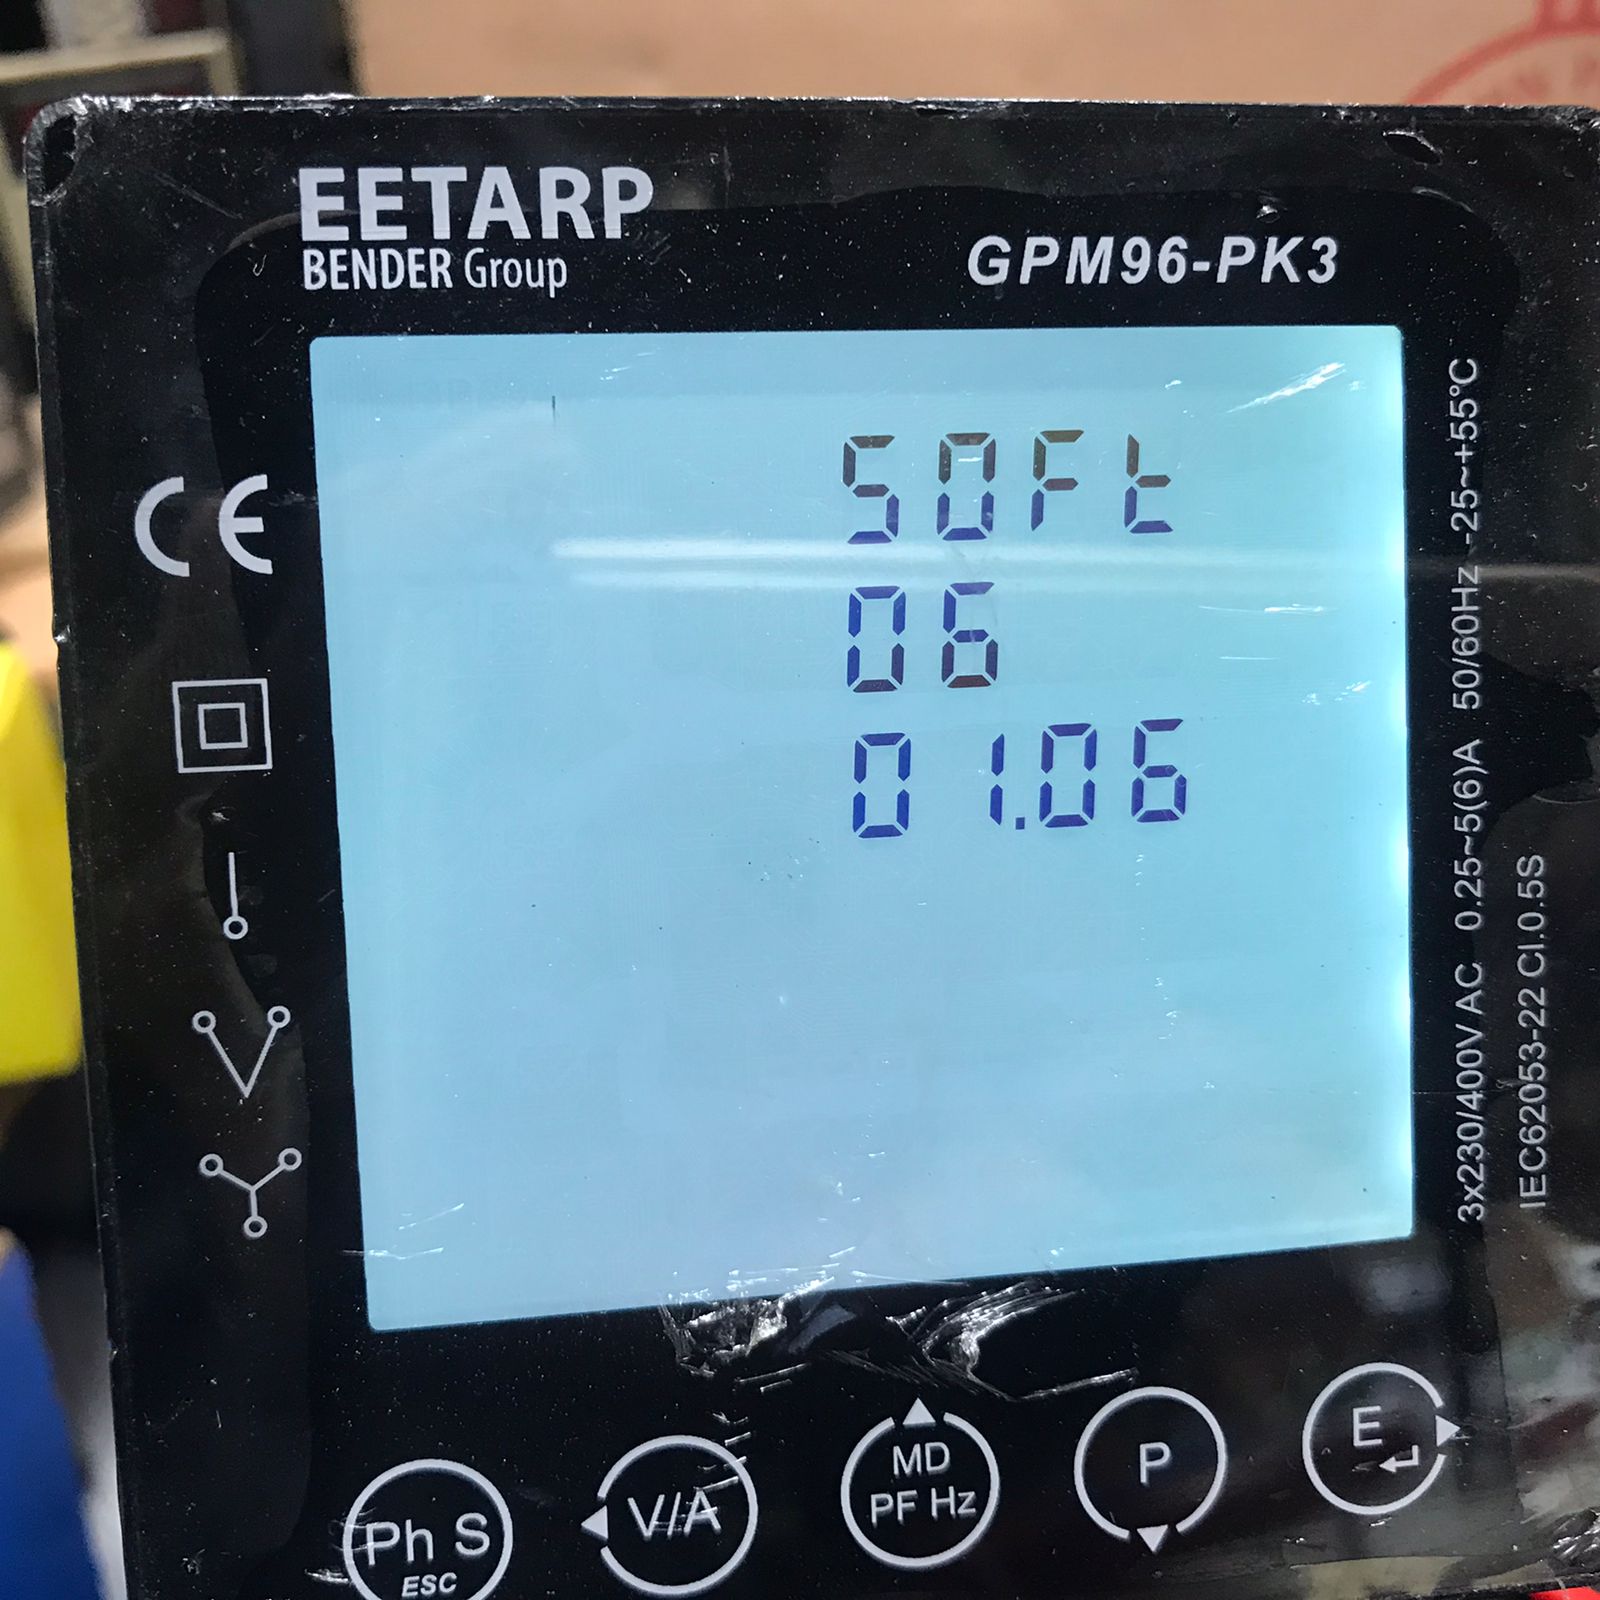 EETARP
BENDER Group
GPM96-PK3
CE
SOFt
06
01.06
3x230/400V AC 0.25~5(6)A 50/60Hz -25~+55°C
IEC62053-22 Cl.0.5S
Ph S
ESC
V/A
MD
PF Hz
P
E